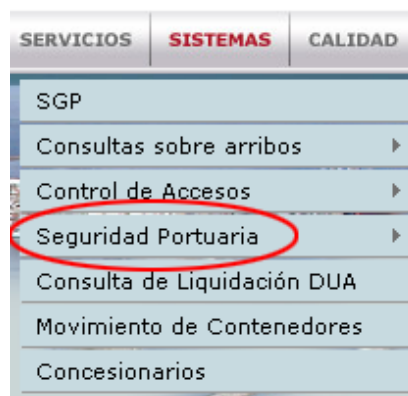 SERVICIOS SISTEMAS CALIDAD
SGP
Consultas sobre arribos
Control de Accesos
Seguridad Portuaria
Consulta de Liquidación DUA
Movimiento de Contenedores
Concesionarios